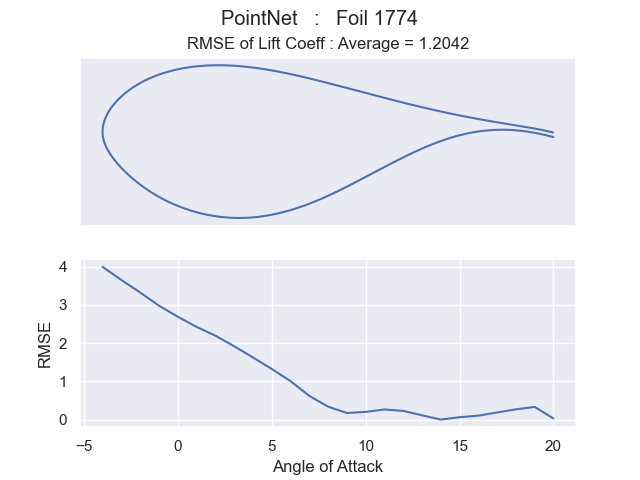 PointNet : Foil 1774
RMSE of Lift Coeff : Average = 1.2042
4
3
2
1
0
RMSE
−5 0 5 10 15 20
Angle of Attack